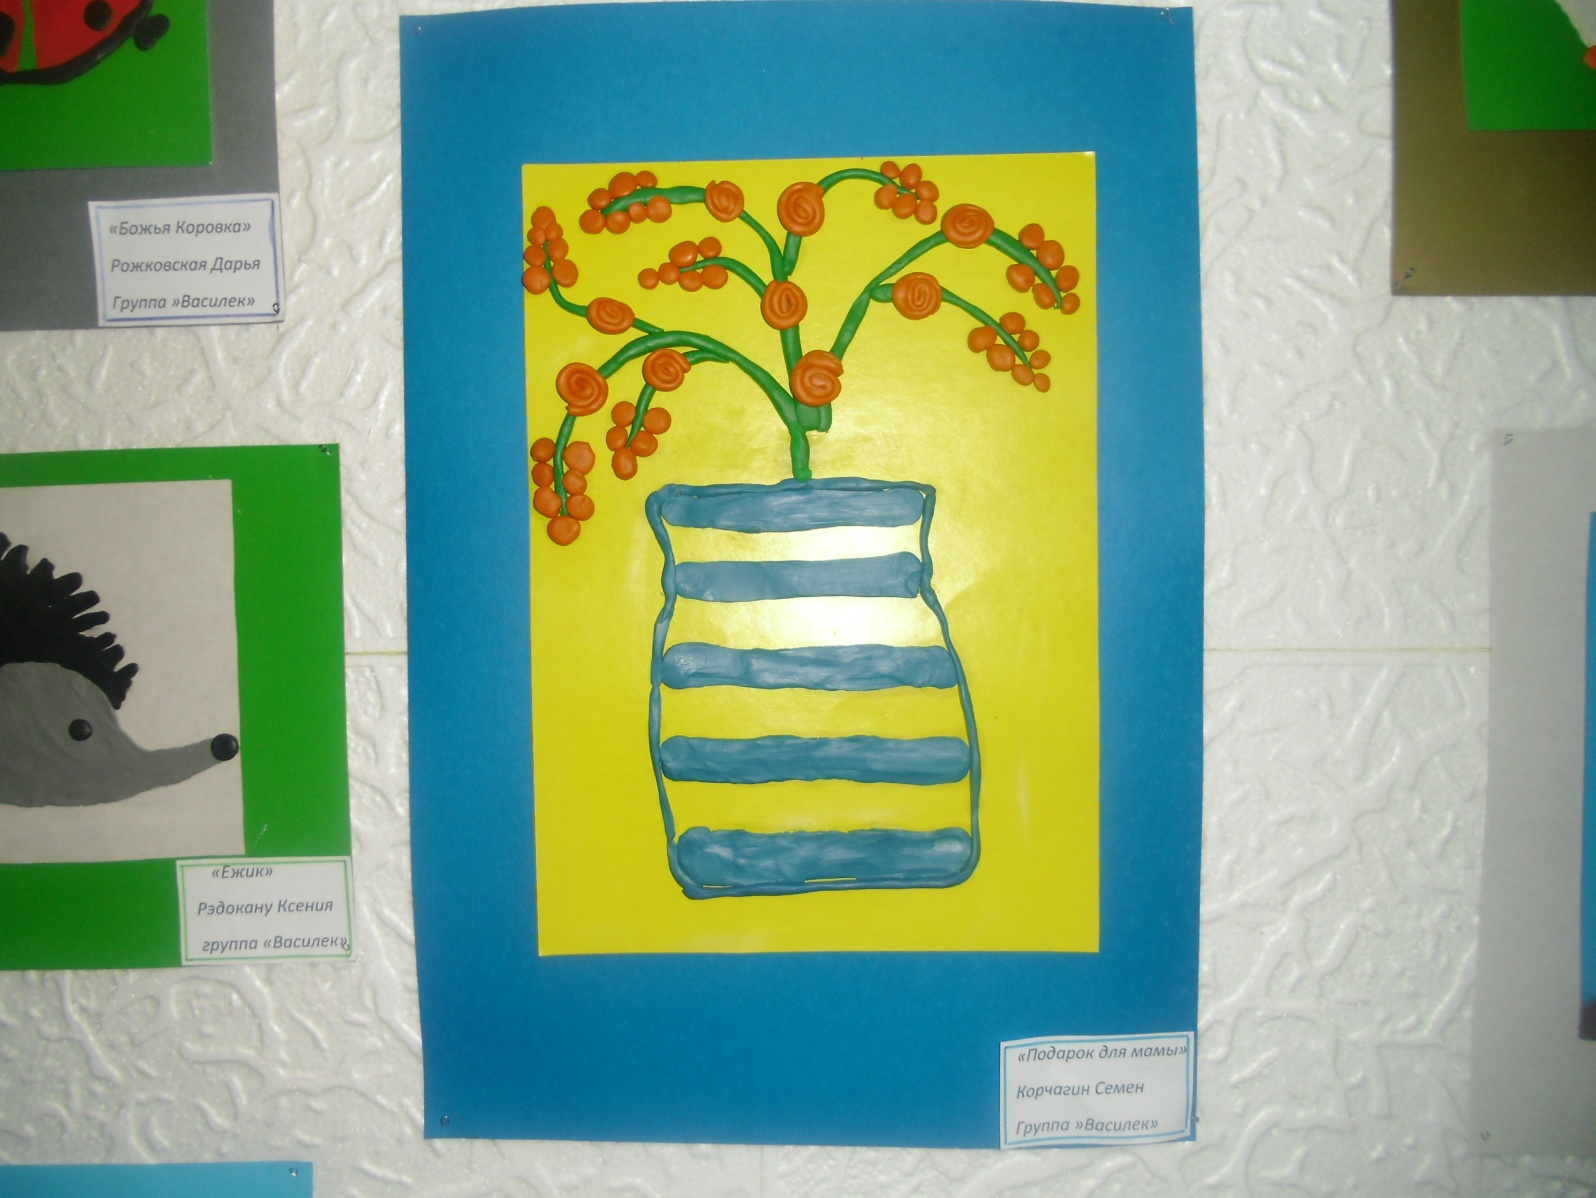 «Божья Коровка»
Рожковская Дарья
Группа »Василек»
«Ежик»
Рэдокану Ксения
группа «Василек»
«Подарок для мамы»
Корчагин Семен
Группа »Василек»